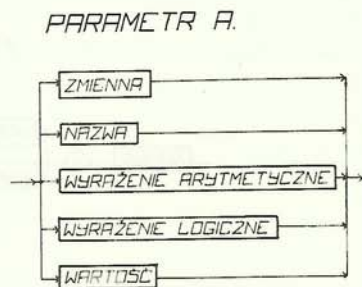 PARAMETR A.
ZMIENNA
NAZWA
WYRAŻENIE ARYTMETYCZNE
WYRAŻENIE LOGICZNE
WARTOŚĆ